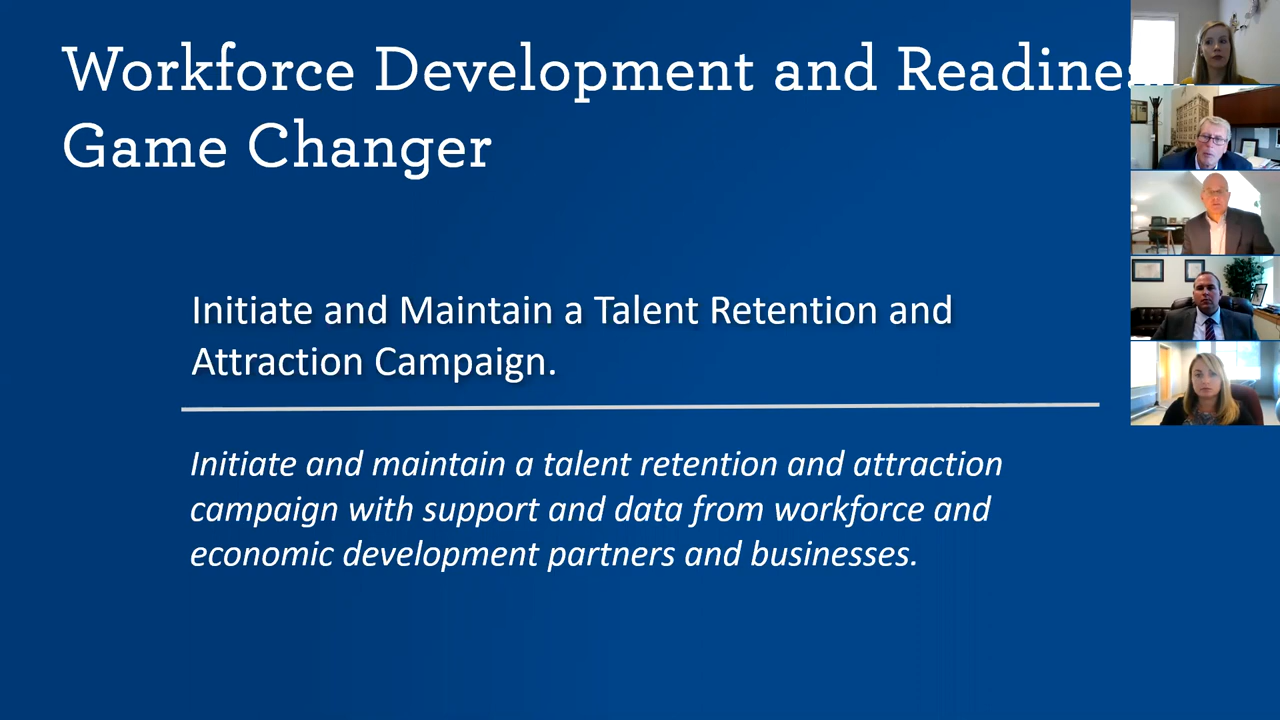 Workforce Development and Readines
Game Changer
Initiate and Maintain a Talent Retention and
Attraction Campaign.
Initiate and maintain a talent retention and attraction
campaign with support and data from workforce and
economic development partners and businesses.